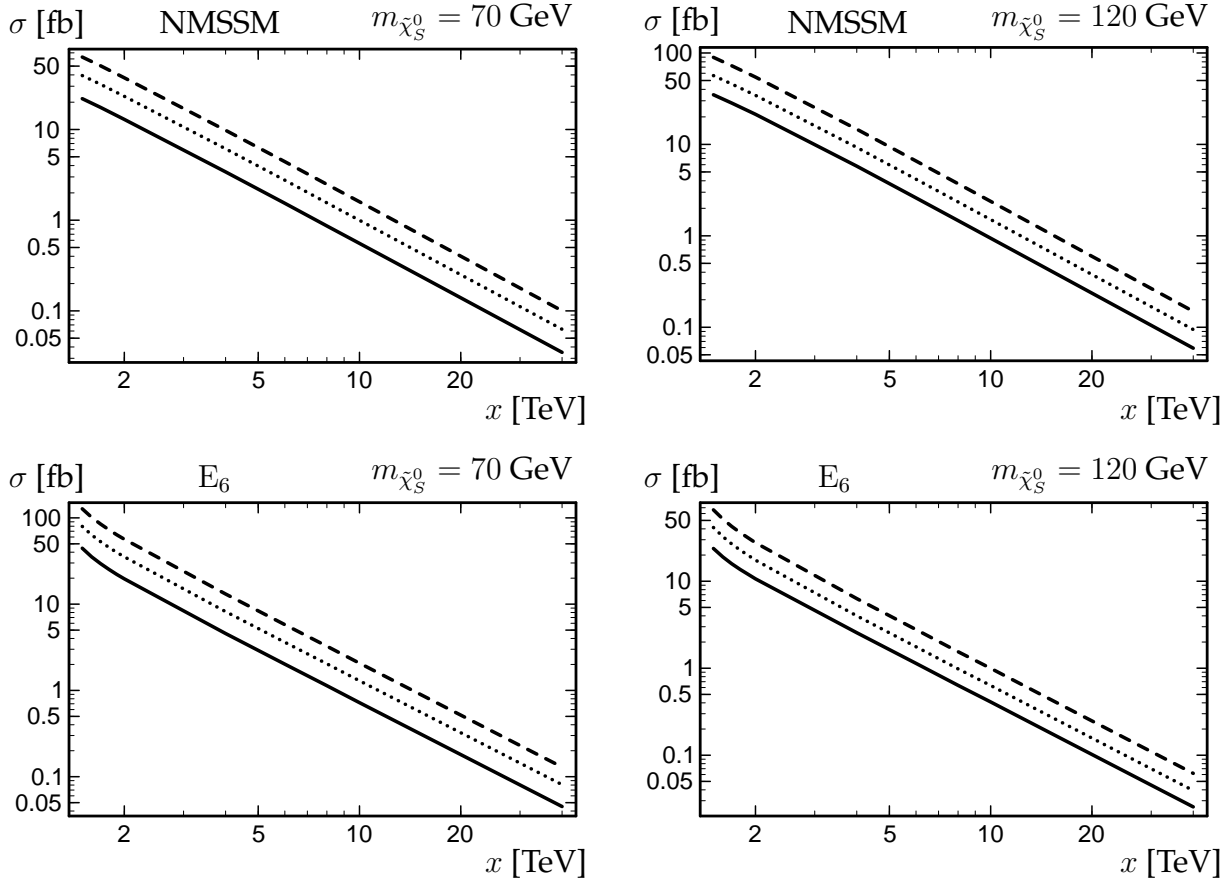 σ [fb] NMSSM m_{χ̃_S^0} = 70 GeV
50
10
5
1
0.5
0.1
0.05
2 5 10 20
x [TeV]
σ [fb] NMSSM m_{χ̃_S^0} = 120 GeV
100
50
10
5
1
0.5
0.1
0.05
2 5 10 20
x [TeV]
σ [fb] E_6 m_{χ̃_S^0} = 70 GeV
100
50
10
5
1
0.5
0.1
0.05
2 5 10 20
x [TeV]
σ [fb] E_6 m_{χ̃_S^0} = 120 GeV
50
10
5
1
0.5
0.1
0.05
2 5 10 20
x [TeV]